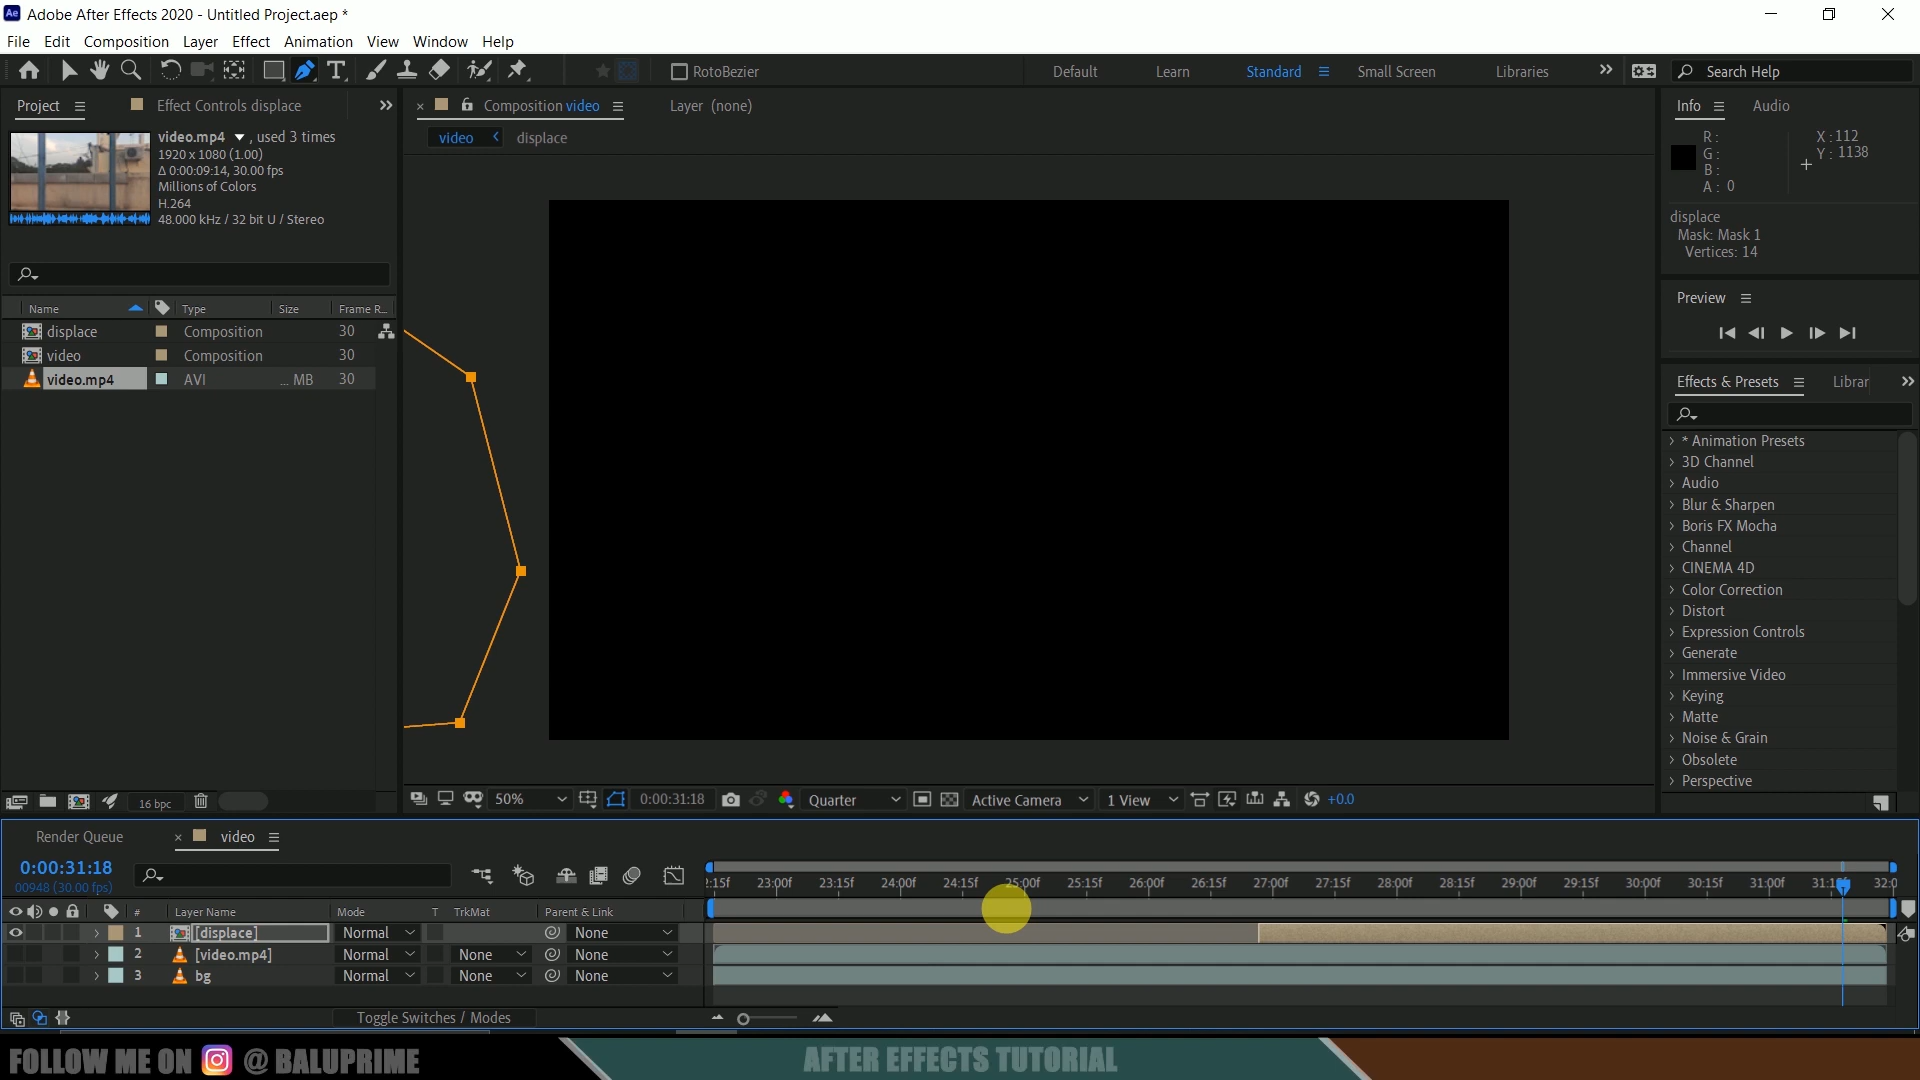 Ae Adobe After Effects 2020 - Untitled Project.aep *
File Edit Composition Layer Effect Animation View Window Help
RotoBezier Default Learn Standard Small Screen Libraries Search Help
Project Effect Controls displace
Composition video Layer (none)
video displace
video.mp4 , used 3 times
1920 x 1080 (1.00)
Δ 0:00:09:14, 30.00 fps
Millions of Colors
H.264
48.000 kHz / 32 bit U / Stereo
Name Type Size Frame R...
displace Composition 30
video Composition 30
video.mp4 AVI ... MB 30
16 bpc
50% 0:00:31:18 Quarter Active Camera 1 View +0.0
Info Audio
R: X: 112
G: Y: 1138
B:
A: 0
displace
Mask: Mask 1
Vertices: 14
Preview
Effects & Presets Librar
* Animation Presets
3D Channel
Audio
Blur & Sharpen
Boris FX Mocha
Channel
CINEMA 4D
Color Correction
Distort
Expression Controls
Generate
Immersive Video
Keying
Matte
Noise & Grain
Obsolete
Perspective
Render Queue video
0:00:31:18
00948 (30.00 fps)
:15f 23:00f 23:15f 24:00f 24:15f 25:00f 25:15f 26:00f 26:15f 27:00f 27:15f 28:00f 28:15f 29:00f 29:15f 30:00f 30:15f 31:00f 32:0
# Layer Name Mode T TrkMat Parent & Link
1 [displace] Normal None
2 [video.mp4] Normal None None
3 bg Normal None None
Toggle Switches / Modes
FOLLOW ME ON @ BALUPRIME
AFTER EFFECTS TUTORIAL